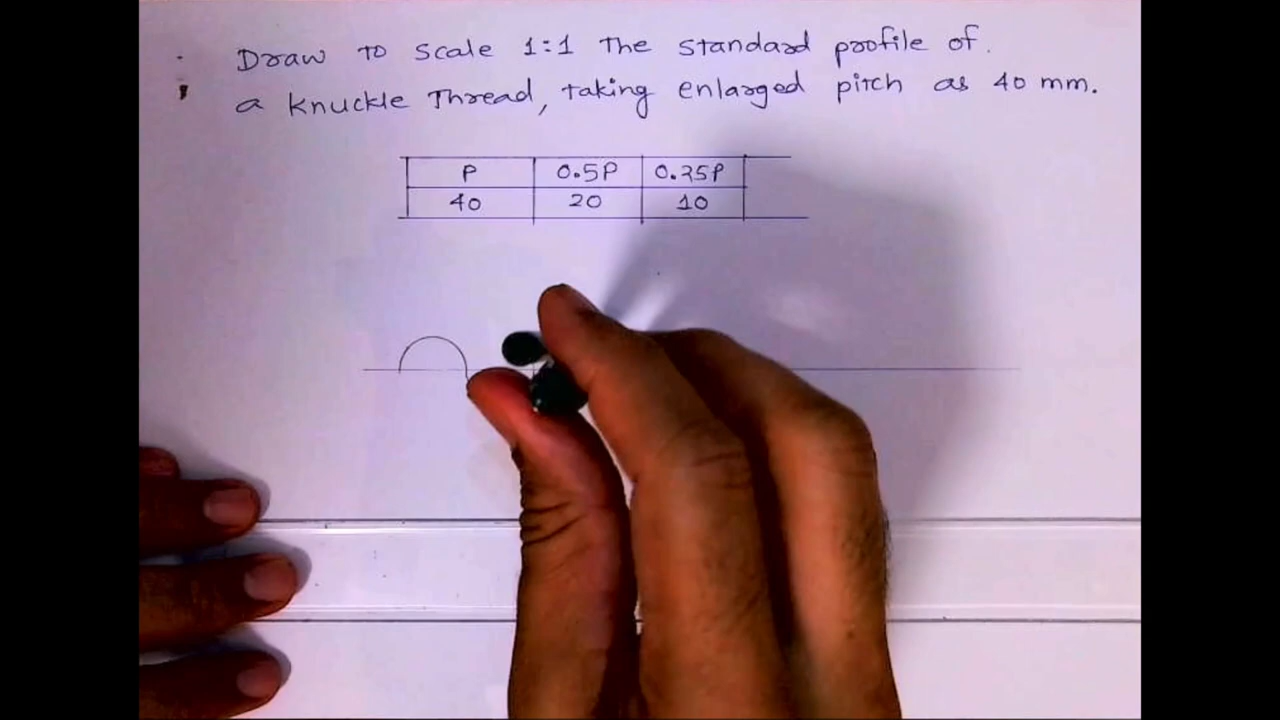 Draw to scale 1:1 the standard profile of.
a knuckle Thread, taking enlarged pitch as 40 mm.
P 0.5P 0.25P
40 20 10